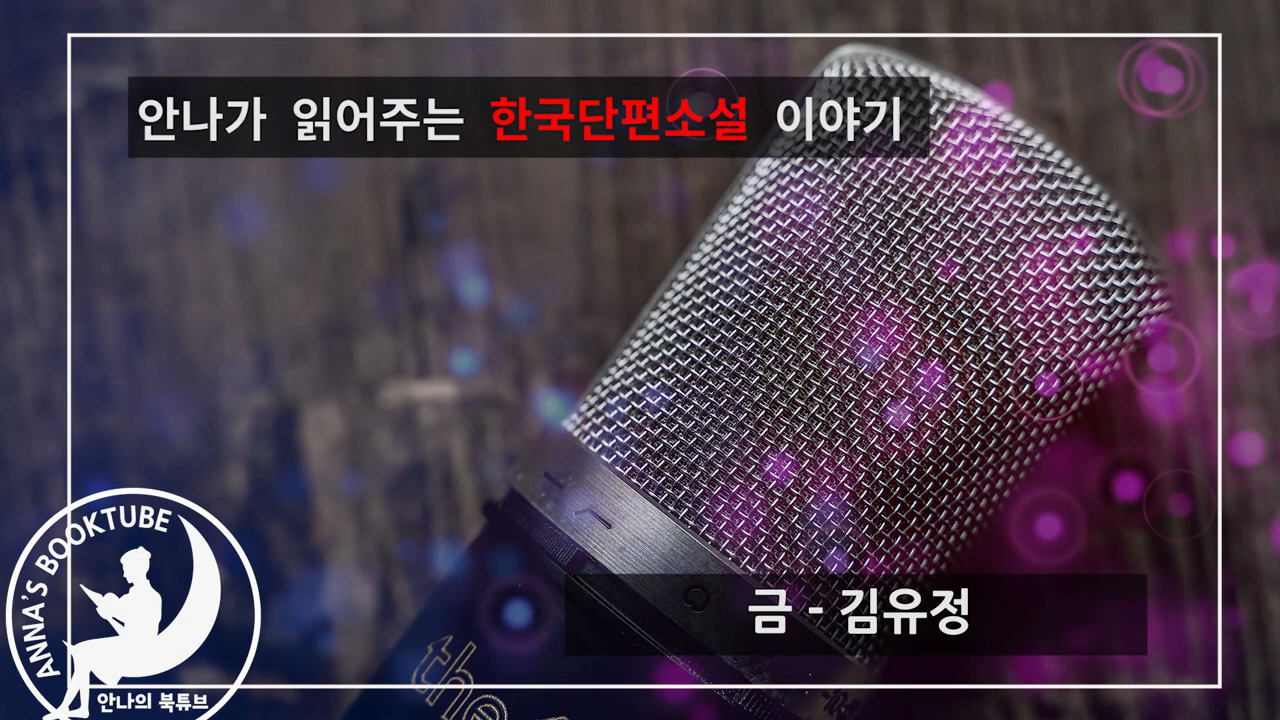 안나가 읽어주는 한국단편소설 이야기
금 - 김유정
ANNA'S BOOKTUBE
안나의 북튜브
the